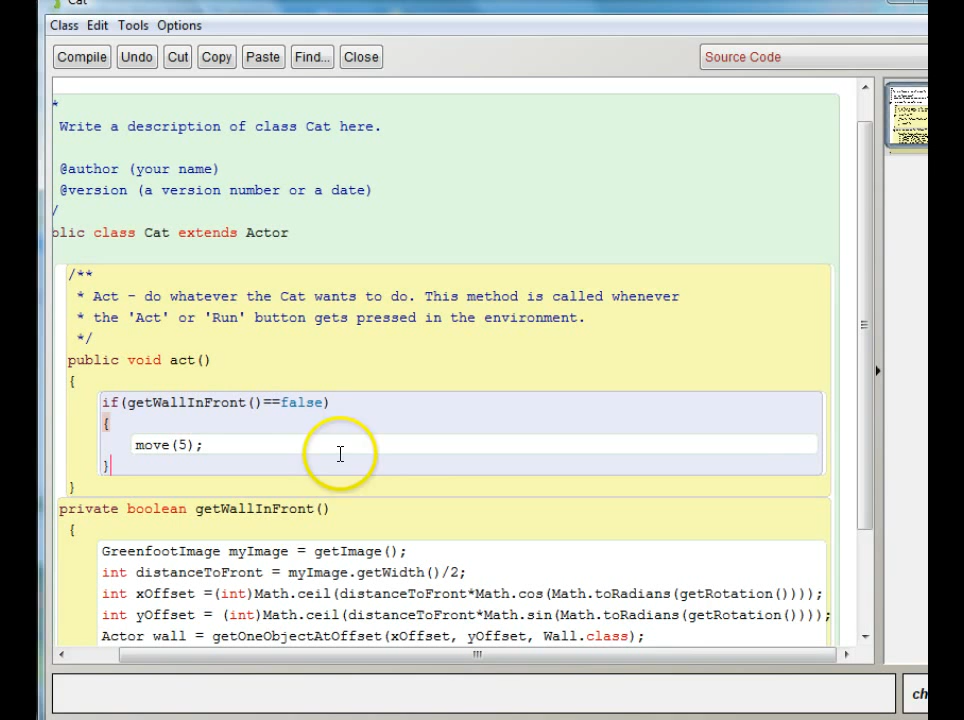 Cat
Class Edit Tools Options
Compile Undo Cut Copy Paste Find... Close Source Code
*
Write a description of class Cat here.
@author (your name)
@version (a version number or a date)
/
blic class Cat extends Actor
/**
* Act - do whatever the Cat wants to do. This method is called whenever
* the 'Act' or 'Run' button gets pressed in the environment.
*/
public void act()
{
if(getWallInFront()==false)
{
move(5);
}
}
private boolean getWallInFront()
{
GreenfootImage myImage = getImage();
int distanceToFront = myImage.getWidth()/2;
int xOffset =(int)Math.ceil(distanceToFront*Math.cos(Math.toRadians(getRotation())));
int yOffset = (int)Math.ceil(distanceToFront*Math.sin(Math.toRadians(getRotation())));
Actor wall = getOneObjectAtOffset(xOffset, yOffset, Wall.class);
ch